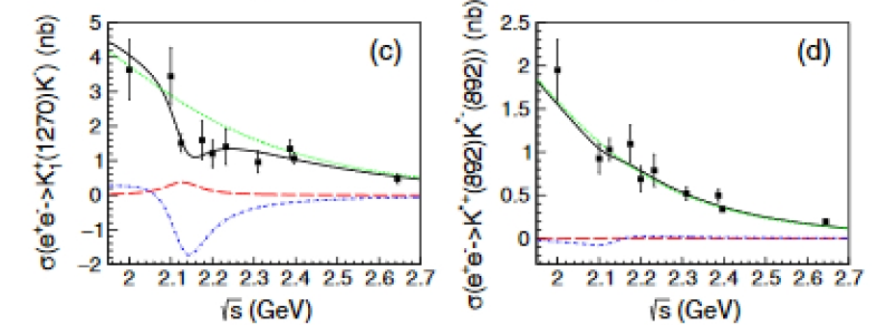 σ(e⁺e⁻->K₁⁺(1270)K⁻) (nb)
5
4
3
2
1
0
−1
−2
(c)
2 2.1 2.2 2.3 2.4 2.5 2.6 2.7
√s (GeV)
σ(e⁺e⁻->K*⁺(892)K*⁻(892)) (nb)
2.5
2
1.5
1
0.5
0
(d)
2 2.1 2.2 2.3 2.4 2.5 2.6 2.7
√s (GeV)